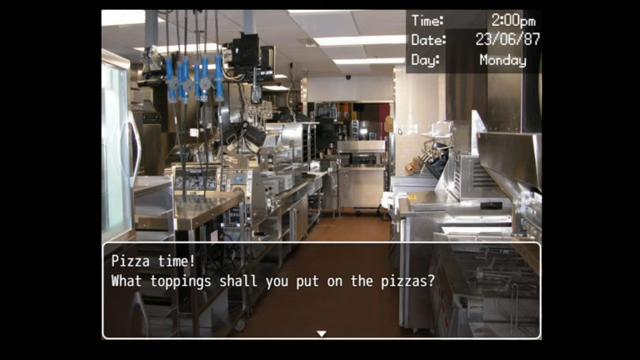 Time: 2:00pm
Date: 23/06/87
Day: Monday
Pizza time!
What toppings shall you put on the pizzas?